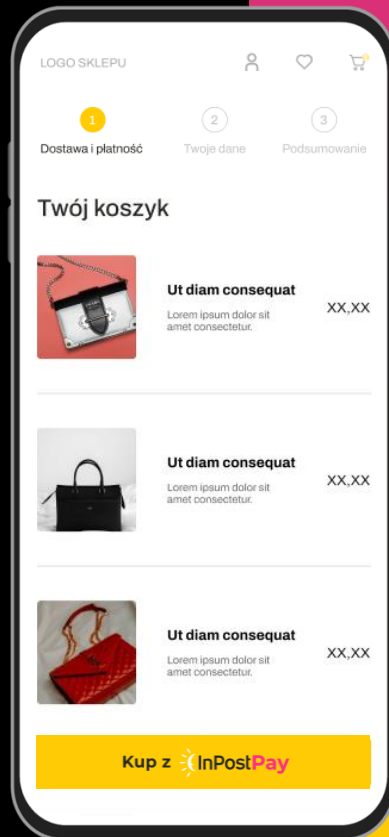 LOGO SKLEPU
1
2
3
Dostawa i płatność
Twoje dane
Podsumowanie
Twój koszyk
Ut diam consequat
Lorem ipsum dolor sit
amet consectetur.
XX,XX
Ut diam consequat
Lorem ipsum dolor sit
amet consectetur.
XX,XX
Ut diam consequat
Lorem ipsum dolor sit
amet consectetur.
XX,XX
Kup z InPostPay